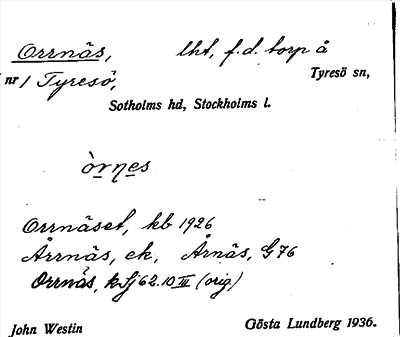 Orrnäs, lht, f.d. torp å
nr 1 Tyresö, Tyresö sn,
Sotholms hd, Stockholms l.
òrnes
Orrnäset, kb 1926
Årrnäs, ek, Årnäs, G76
Orrnäs, k Sj 62.10 III (orig)
John Westin Gösta Lundberg 1936.